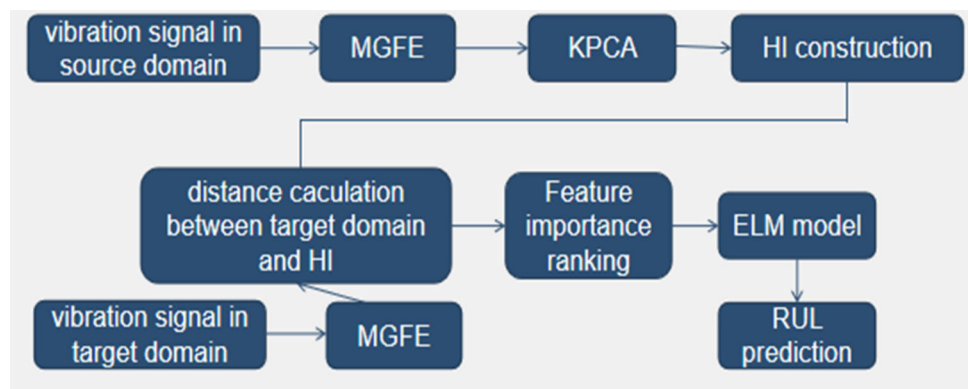 vibration signal in
source domain
MGFE
KPCA
HI construction
distance caculation
between target domain
and HI
Feature
importance
ranking
ELM model
vibration signal in
target domain
MGFE
RUL
prediction